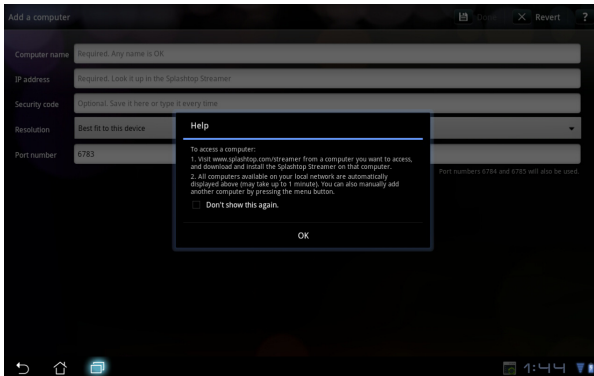 Add a computer
Done
Revert
?
Computer name
Required. Any name is OK
IP address
Required. Look it up in the Splashtop Streamer
Security code
Optional. Save it here or type it every time
Resolution
Best fit to this device
Port number
6783
Port numbers 6784 and 6785 will also be used.
Help
To access a computer:
1. Visit www.splashtop.com/streamer from a computer you want to access,
and download and install the Splashtop Streamer on that computer.
2. All computers available on your local network are automatically
displayed above (may take up to 1 minute). You can also manually add
another computer by pressing the menu button.
Don't show this again.
OK
1:44